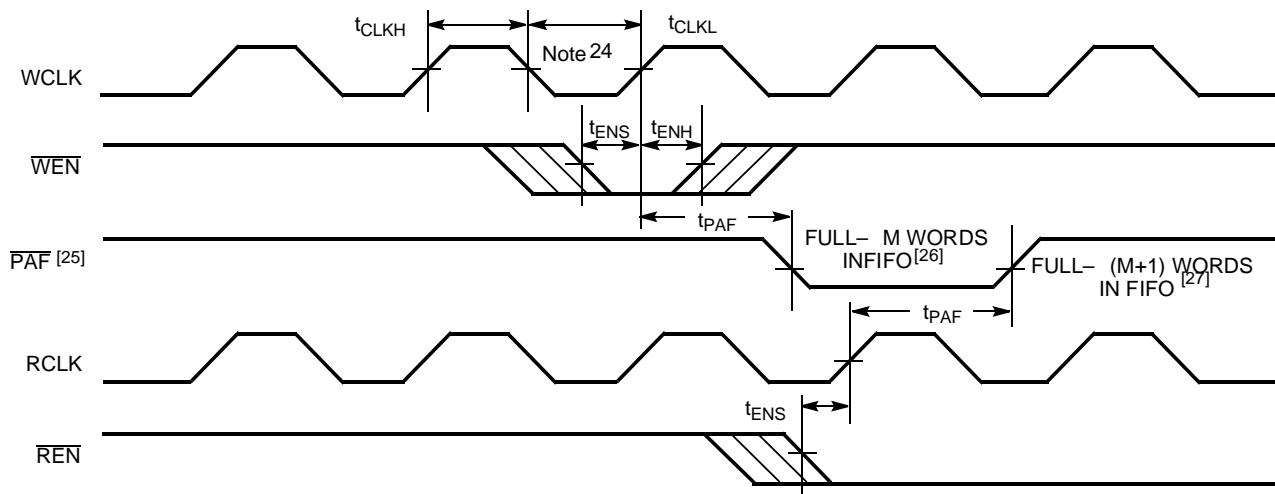 tCLKH
tCLKL
Note 24
WCLK
tENS
tENH
WEN
tPAF
PAF [25]
FULL– M WORDS
INFIFO[26]
FULL– (M+1) WORDS
IN FIFO [27]
tPAF
RCLK
tENS
REN